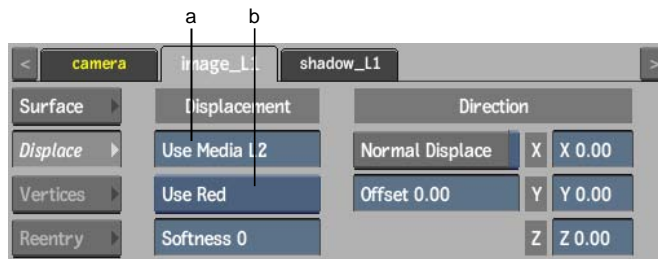 a b
< camera image_L1 shadow_L1 >
Surface Displacement Direction
Displace Use Media L2 Normal Displace X X 0.00
Vertices Use Red Offset 0.00 Y Y 0.00
Reentry Softness 0 Z Z 0.00